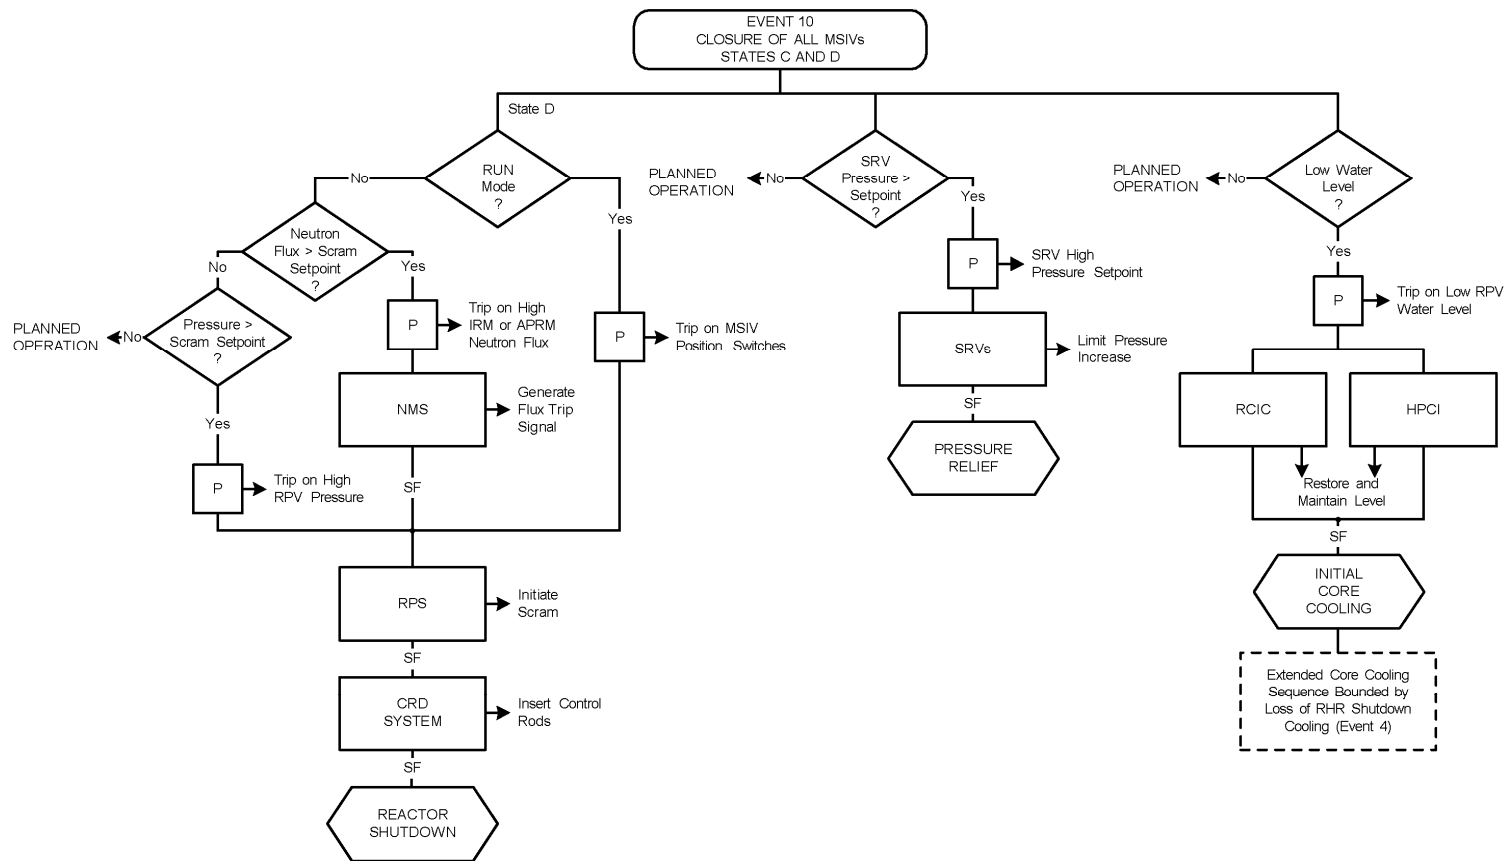 EVENT 10
CLOSURE OF ALL MSIVs
STATES C AND D
State D
RUN
Mode
?
No
Yes
Neutron
Flux > Scram
Setpoint
?
No
Yes
Pressure >
Scram Setpoint
?
No
PLANNED
OPERATION
Yes
P
Trip on High
RPV Pressure
P
Trip on High
IRM or APRM
Neutron Flux
NMS
Generate
Flux Trip
Signal
SF
P
Trip on MSIV
Position Switches
RPS
Initiate
Scram
SF
CRD
SYSTEM
Insert Control
Rods
SF
REACTOR
SHUTDOWN
SRV
Pressure >
Setpoint
?
No
PLANNED
OPERATION
Yes
P
SRV High
Pressure Setpoint
SRVs
Limit Pressure
Increase
SF
PRESSURE
RELIEF
Low Water
Level
?
No
PLANNED
OPERATION
Yes
P
Trip on Low RPV
Water Level
RCIC
HPCI
Restore and
Maintain Level
SF
INITIAL
CORE
COOLING
Extended Core Cooling
Sequence Bounded by
Loss of RHR Shutdown
Cooling (Event 4)